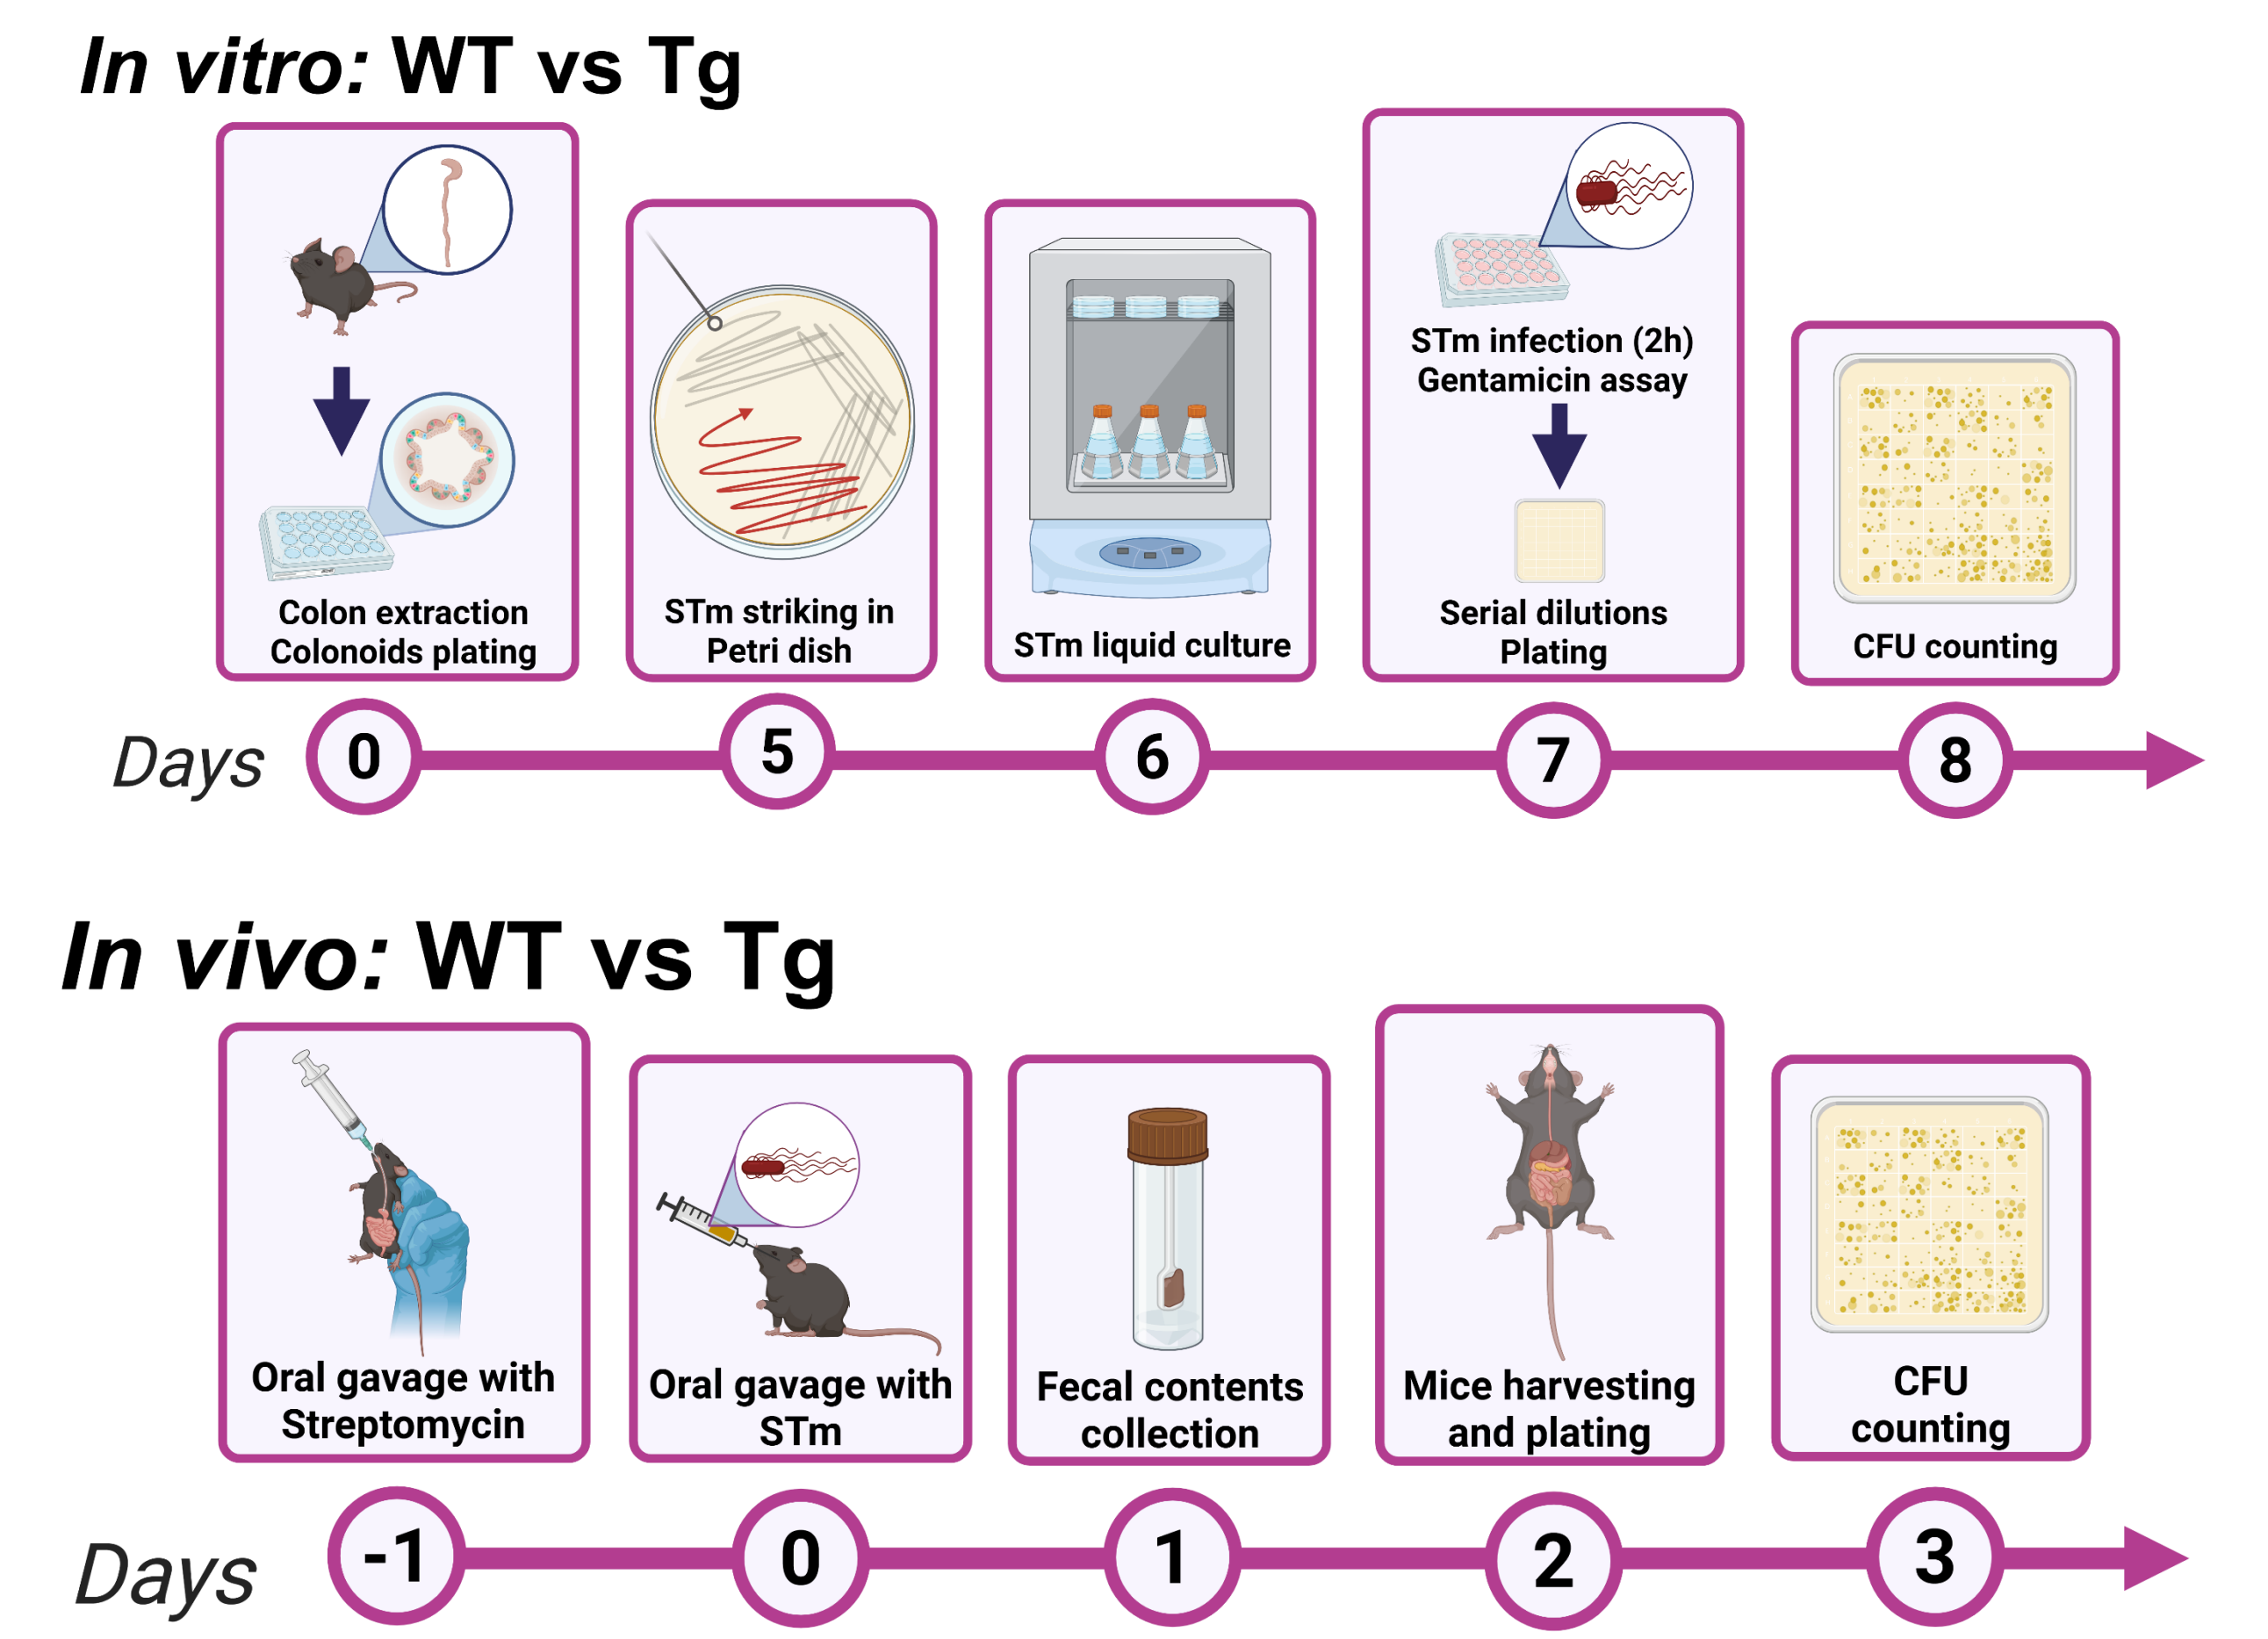 In vitro: WT vs Tg
Colon extraction
Colonoids plating
STm striking in
Petri dish
STm liquid culture
STm infection (2h)
Gentamicin assay
Serial dilutions
Plating
CFU counting
Days 0 5 6 7 8
In vivo: WT vs Tg
Oral gavage with
Streptomycin
Oral gavage with
STm
Fecal contents
collection
Mice harvesting
and plating
CFU
counting
Days -1 0 1 2 3